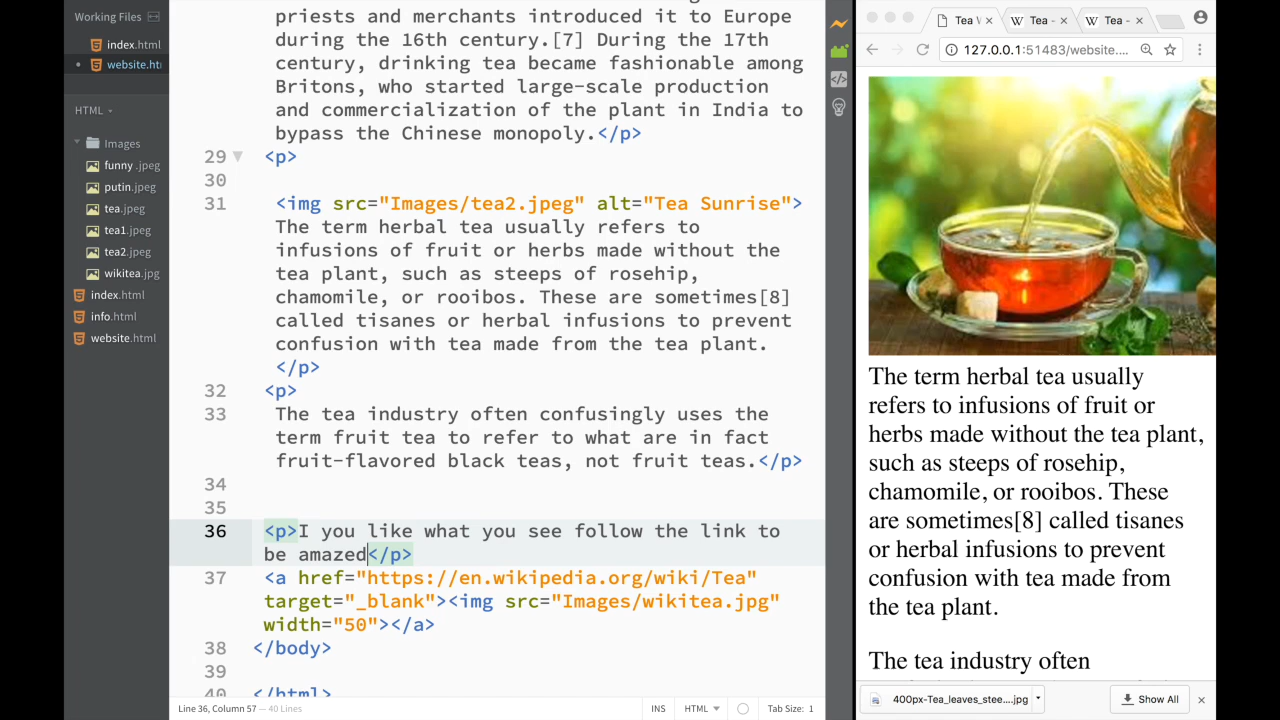 Working Files
index.html
website.htm
HTML
Images
funny .jpeg
putin.jpeg
tea.jpeg
tea1.jpeg
tea2.jpeg
wikitea.jpg
index.html
info.html
website.html
priests and merchants introduced it to Europe
during the 16th century.[7] During the 17th
century, drinking tea became fashionable among
Britons, who started large-scale production
and commercialization of the plant in India to
bypass the Chinese monopoly.</p>
29 <p>
30
31 <img src="Images/tea2.jpeg" alt="Tea Sunrise">
The term herbal tea usually refers to
infusions of fruit or herbs made without the
tea plant, such as steeps of rosehip,
chamomile, or rooibos. These are sometimes[8]
called tisanes or herbal infusions to prevent
confusion with tea made from the tea plant.
</p>
32 <p>
33 The tea industry often confusingly uses the
term fruit tea to refer to what are in fact
fruit-flavored black teas, not fruit teas.</p>
34
35
36 <p>I you like what you see follow the link to
be amazed</p>
37 <a href="https://en.wikipedia.org/wiki/Tea"
target="_blank"><img src="Images/wikitea.jpg"
width="50"></a>
38 </body>
39
40 </html>
Line 36, Column 57 — 40 Lines
INS HTML Tab Size: 1
Tea W Tea - Tea -
127.0.0.1:51483/website....
The term herbal tea usually
refers to infusions of fruit or
herbs made without the tea plant,
such as steeps of rosehip,
chamomile, or rooibos. These
are sometimes[8] called tisanes
or herbal infusions to prevent
confusion with tea made from
the tea plant.
The tea industry often
400px-Tea_leaves_stee....jpg Show All